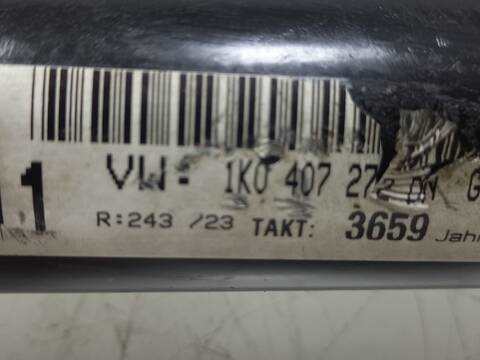 1 VW- 1K0 407 272 G
R:243 /23 TAKT: 3659 Jahr